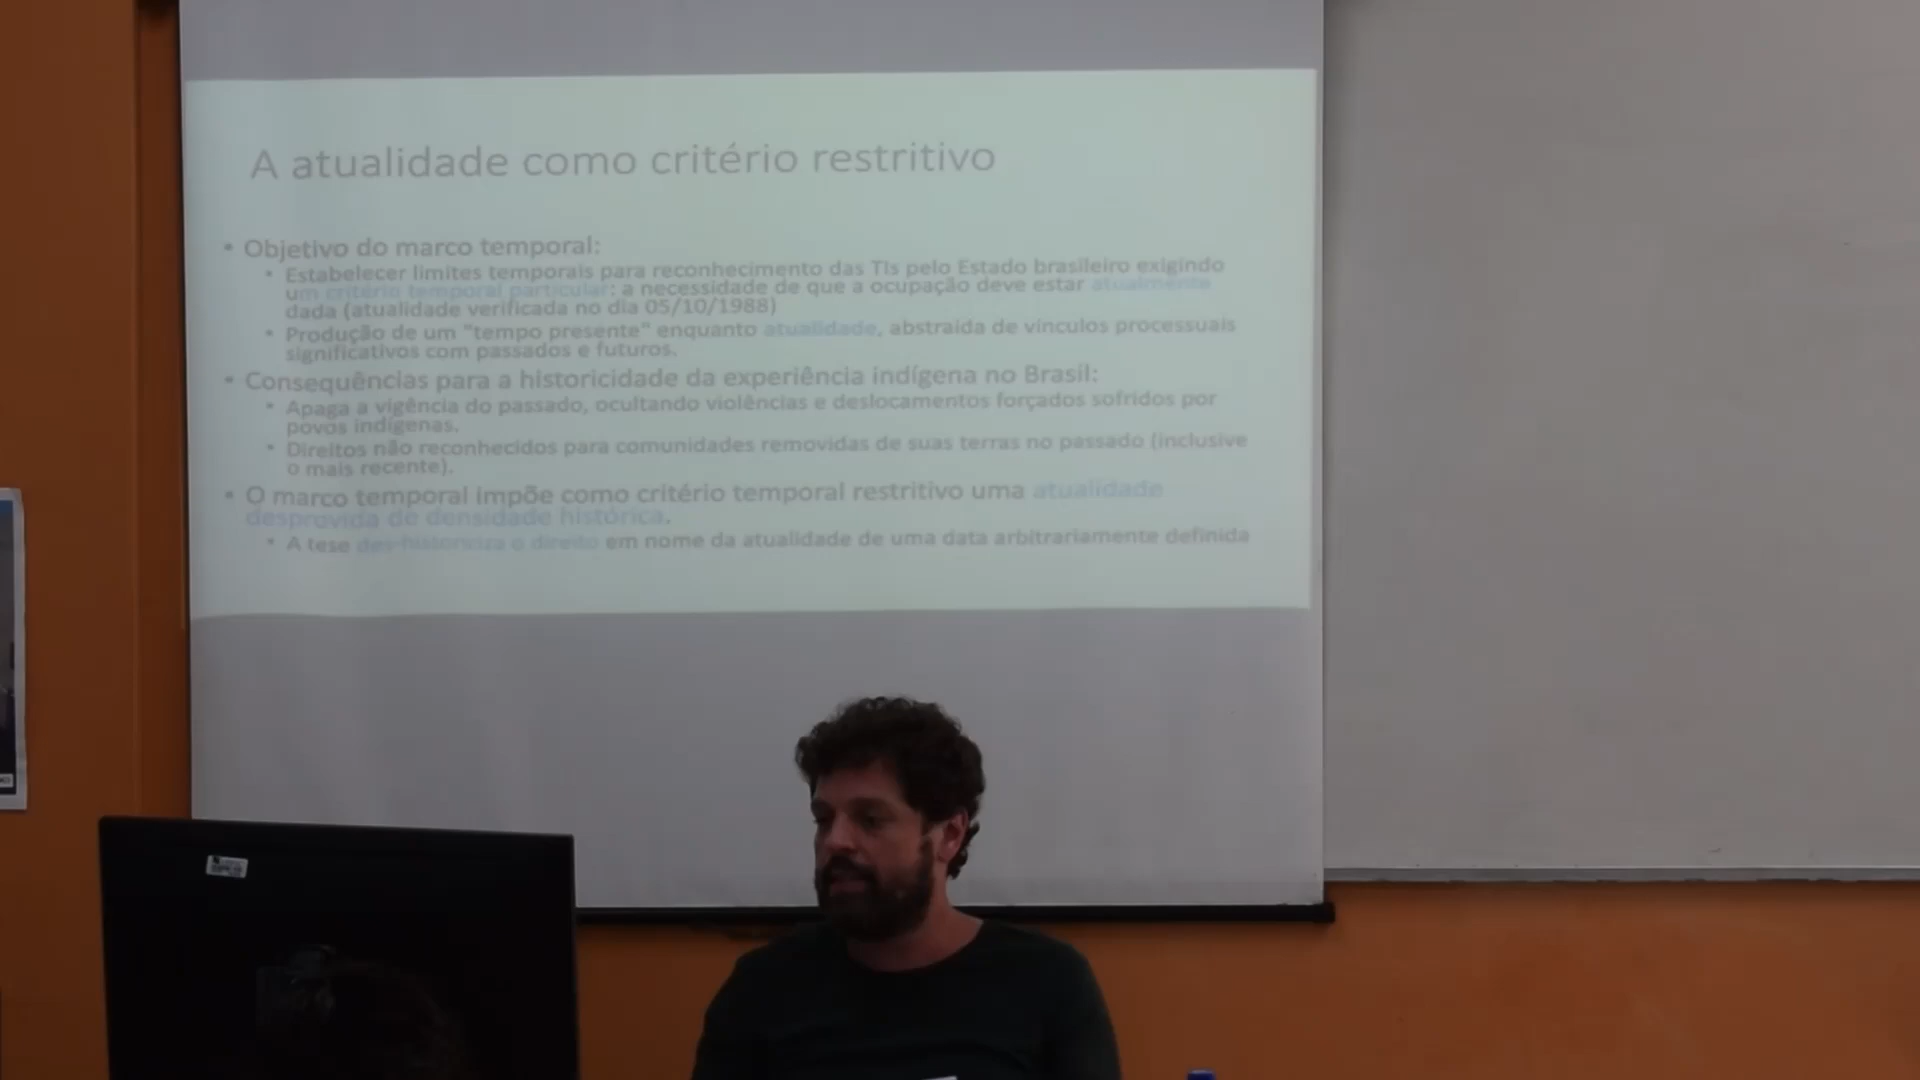 A atualidade como critério restritivo
• Objetivo do marco temporal:
• Estabelecer limites temporais para reconhecimento das TIs pelo Estado brasileiro exigindo
um critério temporal particular: a necessidade de que a ocupação deve estar atualmente
dada (atualidade verificada no dia 05/10/1988)
• Produção de um "tempo presente" enquanto atualidade, abstraida de vinculos processuais
significativos com passados e futuros.
• Consequências para a historicidade da experiência indígena no Brasil:
• Apaga a vigência do passado, ocultando violências e deslocamentos forçados sofridos por
povos indígenas.
• Direitos não reconhecidos para comunidades removidas de suas terras no passado (inclusive
o mais recente).
• O marco temporal impõe como critério temporal restritivo uma atualidade
desprovida de densidade histórica.
• A tese des-historiciza o direito em nome da atualidade de uma data arbitrariamente definida